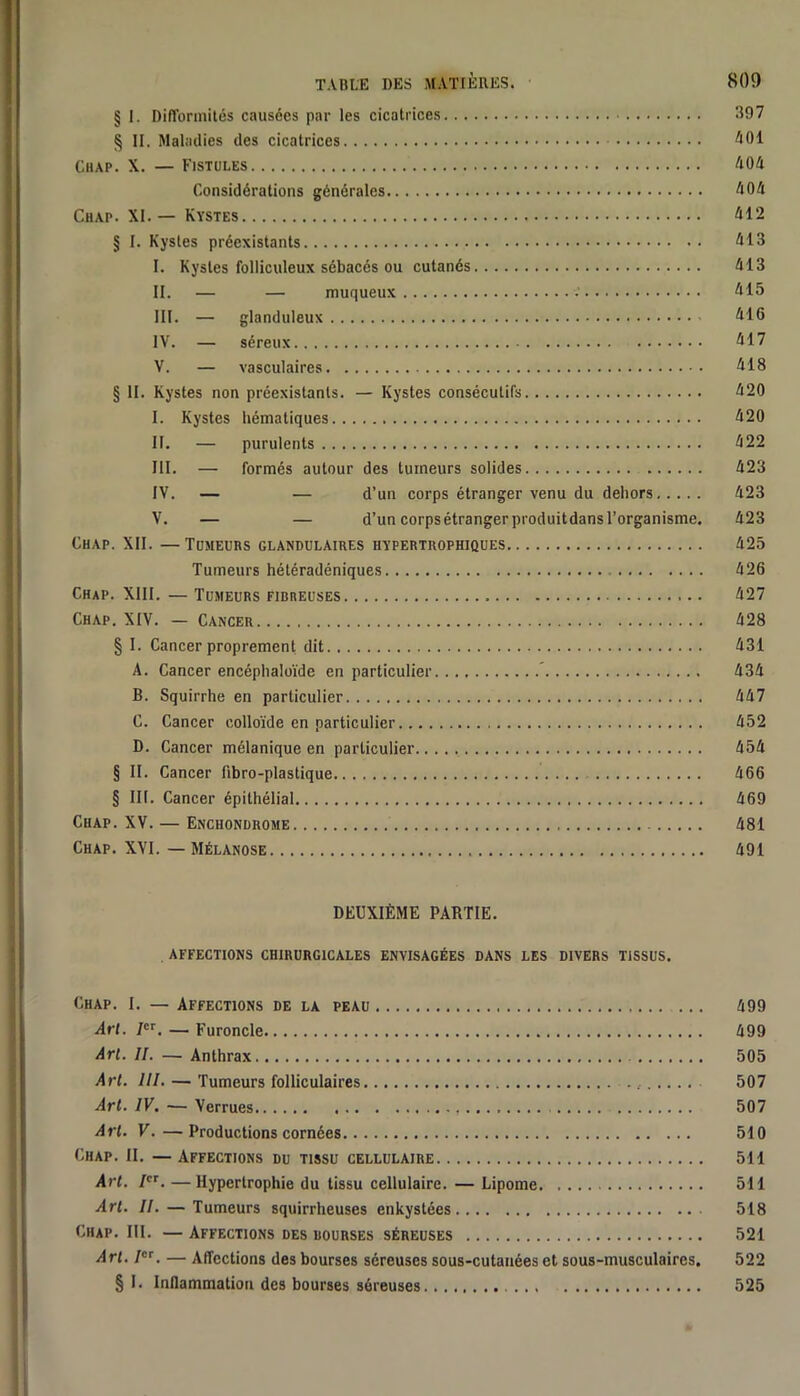 TABLE DES MATIÈRES. 809
§ I. Difformités causées par les cicatrices 397
§ II. Maladies des cicatrices 401
CHAP. X. — FISTULES 404
Considérations générales 404
CHAP. XI. — KYSTES 412
§ I. Kystes préexistants 413
I. Kystes folliculeux sébacés ou cutanés 413
II. — — muqueux 415
III. — glanduleux 416
IV. — séreux 417
V. — vasculaires 418
§ II. Kystes non préexistants. — Kystes consécutifs 420
I. Kystes hématiques 420
II. — purulents 422
III. — formés autour des tumeurs solides 423
IV. — — d'un corps étranger venu du dehors 423
V. — — d'un corps étranger produit dans l'organisme. 423
CHAP. XII. — TUMEURS GLANDULAIRES HYPERTROPHIQUES 425
Tumeurs hétéradéniques 426
CHAP. XIII. — TUMEURS FIBREUSES 427
CHAP. XIV. — CANCER 428
§ I. Cancer proprement dit 431
A. Cancer encéphaloïde en particulier 434
B. Squirrhe en particulier 447
C. Cancer colloïde en particulier 452
D. Cancer mélanique en particulier 454
§ II. Cancer fibro-plastique 466
§ III. Cancer épithélial 469
CHAP. XV. — ENCHONDROME 481
CHAP. XVI. — MÉLANOSE 491
DEUXIÈME PARTIE.
AFFECTIONS CHIRURGICALES ENVISAGÉES DANS LES DIVERS TISSUS.
CHAP. I. — AFFECTIONS DE LA PEAU 499
Art. Ier. — Furoncle 499
Art. II. — Anthrax 505
Art. III. — Tumeurs folliculaires 507
Art. IV. — Verrues 507
Art. V. — Productions cornées 510
CHAP. II. — AFFECTIONS DU TISSU CELLULAIRE 511
Art. Ier. — Hypertrophie du tissu cellulaire. — Lipome 511
Art. II. — Tumeurs squirrheuses enkystées 518
CHAP. III. — AFFECTIONS DES BOURSES SÉREUSES 521
Art. Ier. — Affections des bourses séreuses sous-cutanées et sous-musculaires. 522
§ I. Inflammation des bourses séreuses 525